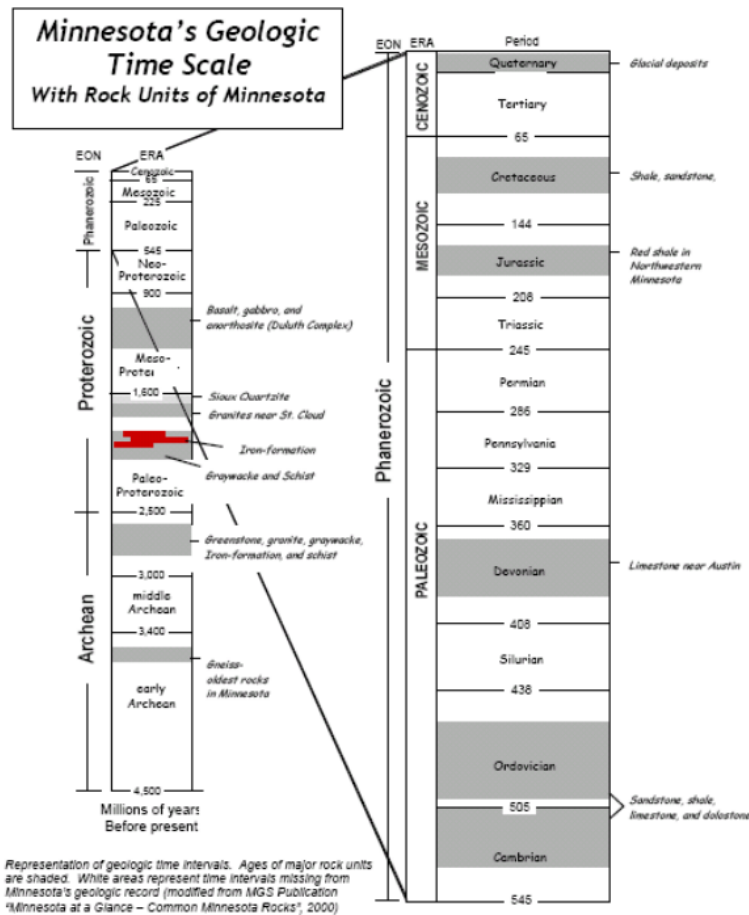 Minnesota's Geologic
Time Scale
With Rock Units of Minnesota
EON ERA
Cenozoic
65
Mesozoic
225
Paleozoic
545
Neo-
Proterozoic
900
Basalt, gabbro, and
anorthosite (Duluth Complex)
Meso-
Proter
1,600
Sioux Quartzite
Granites near St. Cloud
Iron-formation
Graywacke and Schist
Paleo-
Proterozoic
2,500
Greenstone, granite, graywacke,
Iron-formation, and schist
3,000
middle
Archean
3,400
Gneiss-
oldest rocks
in Minnesota
early
Archean
4,500
Phanerozoic
Proterozoic
Archean
Millions of years
Before present
Representation of geologic time intervals. Ages of major rock units
are shaded. White areas represent time intervals missing from
Minnesota's geologic record (modified from MGS Publication
"Minnesota at a Glance – Common Minnesota Rocks", 2000)
EON ERA Period
Phanerozoic
CENOZOIC
MESOZOIC
PALEOZOIC
Quaternary
Glacial deposits
Tertiary
65
Cretaceous
Shale, sandstone,
144
Jurassic
Red shale in
Northwestern
Minnesota
208
Triassic
245
Permian
286
Pennsylvania
329
Mississippian
360
Devonian
Limestone near Austin
408
Silurian
438
Ordovician
505
Sandstone, shale,
limestone, and dolostone
Cambrian
545